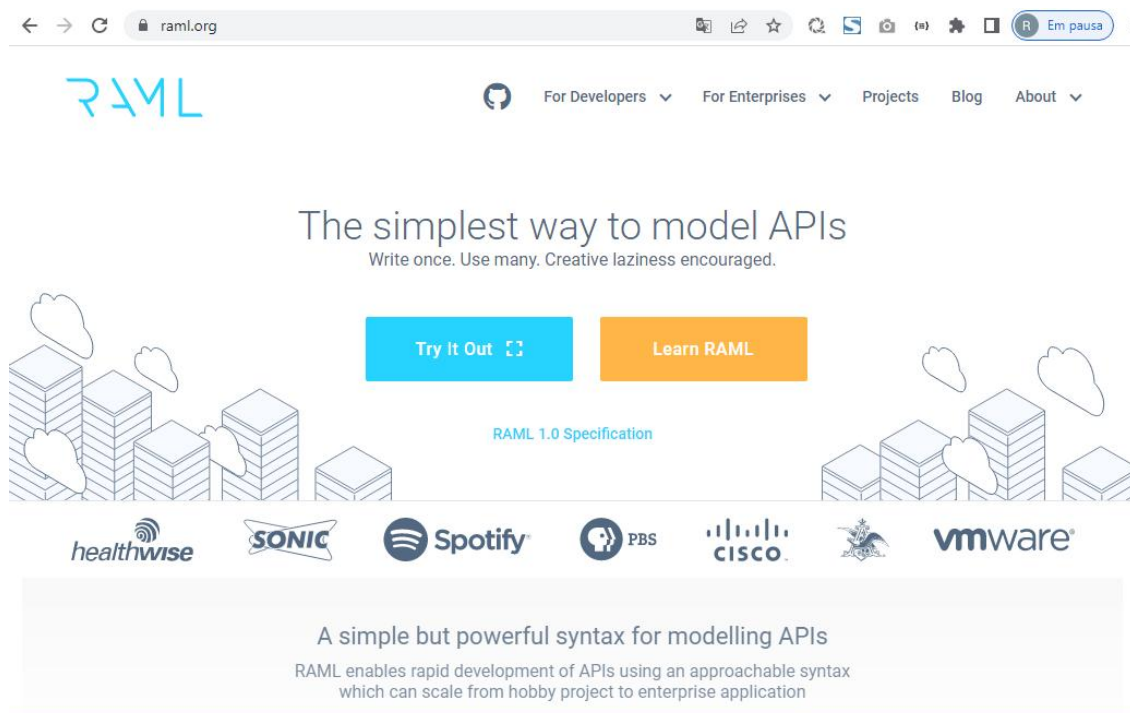 raml.org
R Em pausa
RAML
For Developers For Enterprises Projects Blog About
The simplest way to model APIs
Write once. Use many. Creative laziness encouraged.
Try It Out Learn RAML
RAML 1.0 Specification
healthwise SONIC Spotify PBS CISCO vmware
A simple but powerful syntax for modelling APIs
RAML enables rapid development of APIs using an approachable syntax
which can scale from hobby project to enterprise application